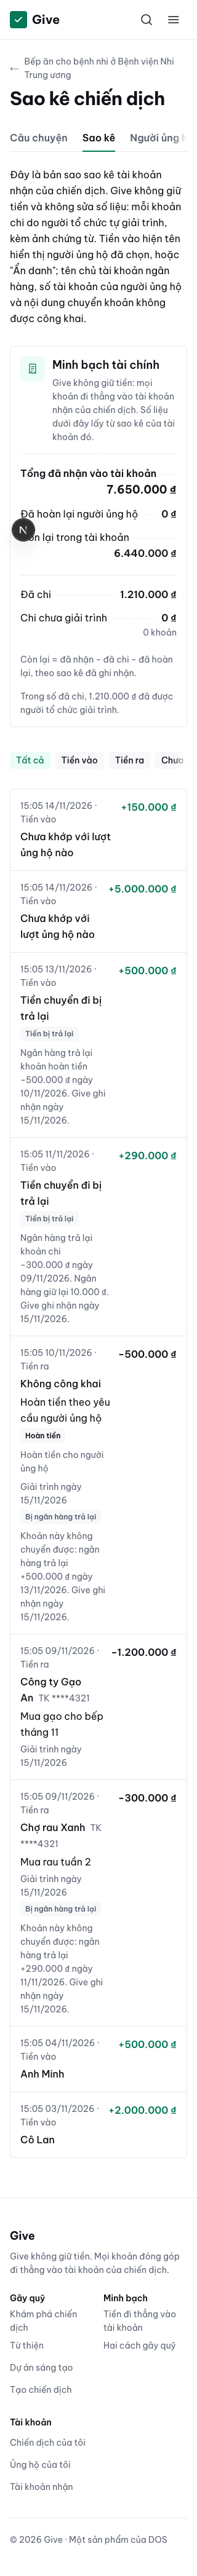 Give
Bếp ăn cho bệnh nhi ở Bệnh viện Nhi
Trung ương
Sao kê chiến dịch
Câu chuyện Sao kê Người ủng h
Đây là bản sao sao kê tài khoản
nhận của chiến dịch. Give không giữ
tiền và không sửa số liệu: mỗi khoản
chi do người tổ chức tự giải trình,
kèm ảnh chứng từ. Tiền vào hiện tên
hiển thị người ủng hộ đã chọn, hoặc
"Ẩn danh"; tên chủ tài khoản ngân
hàng, số tài khoản của người ủng hộ
và nội dung chuyển khoản không
được công khai.
Minh bạch tài chính
Give không giữ tiền: mọi
khoản đi thẳng vào tài khoản
nhận của chiến dịch. Số liệu
dưới đây lấy từ sao kê của tài
khoản đó.
Tổng đã nhận vào tài khoản
7.650.000 ₫
Đã hoàn lại người ủng hộ 0 ₫
n lại trong tài khoản
6.440.000 ₫
Đã chi 1.210.000 ₫
Chi chưa giải trình 0 ₫
0 khoản
Còn lại = đã nhận − đã chi − đã hoàn
lại, theo sao kê đã ghi nhận.
Trong số đã chi, 1.210.000 ₫ đã được
người tổ chức giải trình.
Tất cả Tiền vào Tiền ra Chưa
15:05 14/11/2026 · +150.000 ₫
Tiền vào
Chưa khớp với lượt
ủng hộ nào
15:05 14/11/2026 · +5.000.000 ₫
Tiền vào
Chưa khớp với
lượt ủng hộ nào
15:05 13/11/2026 · +500.000 ₫
Tiền vào
Tiền chuyển đi bị
trả lại
Tiền bị trả lại
Ngân hàng trả lại
khoản hoàn tiền
−500.000 ₫ ngày
10/11/2026. Give ghi
nhận ngày
15/11/2026.
15:05 11/11/2026 · +290.000 ₫
Tiền vào
Tiền chuyển đi bị
trả lại
Tiền bị trả lại
Ngân hàng trả lại
khoản chi
−300.000 ₫ ngày
09/11/2026. Ngân
hàng giữ lại 10.000 ₫.
Give ghi nhận ngày
15/11/2026.
15:05 10/11/2026 · −500.000 ₫
Tiền ra
Không công khai
Hoàn tiền theo yêu
cầu người ủng hộ
Hoàn tiền
Hoàn tiền cho người
ủng hộ
Giải trình ngày
15/11/2026
Bị ngân hàng trả lại
Khoản này không
chuyển được: ngân
hàng trả lại
+500.000 ₫ ngày
13/11/2026. Give ghi
nhận ngày
15/11/2026.
15:05 09/11/2026 · −1.200.000 ₫
Tiền ra
Công ty Gạo
An TK ****4321
Mua gạo cho bếp
tháng 11
Giải trình ngày
15/11/2026
15:05 09/11/2026 · −300.000 ₫
Tiền ra
Chợ rau Xanh TK
****4321
Mua rau tuần 2
Giải trình ngày
15/11/2026
Bị ngân hàng trả lại
Khoản này không
chuyển được: ngân
hàng trả lại
+290.000 ₫ ngày
11/11/2026. Give ghi
nhận ngày
15/11/2026.
15:05 04/11/2026 · +500.000 ₫
Tiền vào
Anh Minh
15:05 03/11/2026 · +2.000.000 ₫
Tiền vào
Cô Lan
Give
Give không giữ tiền. Mọi khoản đóng góp
đi thẳng vào tài khoản của chiến dịch.
Gây quỹ Minh bạch
Khám phá chiến Tiền đi thẳng vào
dịch tài khoản
Từ thiện Hai cách gây quỹ
Dự án sáng tạo
Tạo chiến dịch
Tài khoản
Chiến dịch của tôi
Ủng hộ của tôi
Tài khoản nhận
© 2026 Give · Một sản phẩm của DOS